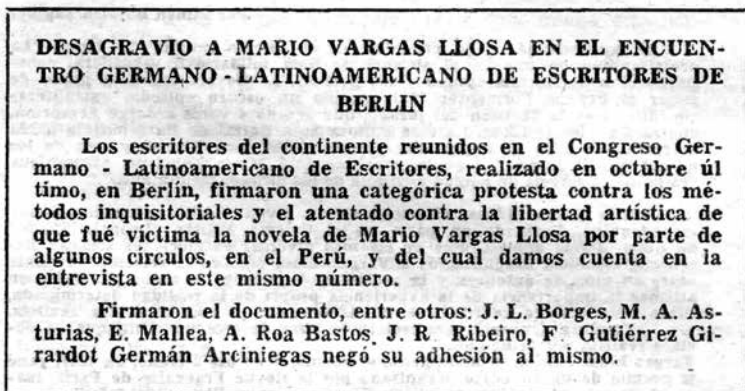 DESAGRAVIO A MARIO VARGAS LLOSA EN EL ENCUEN-
TRO GERMANO - LATINOAMERICANO DE ESCRITORES DE
BERLIN
Los escritores del continente reunidos en el Congreso Ger-
mano - Latinoamericano de Escritores, realizado en octubre úl
timo, en Berlín, firmaron una categórica protesta contra los mé-
todos inquisitoriales y el atentado contra la libertad artística de
que fué víctima la novela de Mario Vargas Llosa por parte de
algunos círculos, en el Perú, y del cual damos cuenta en la
entrevista en este mismo número.
Firmaron el documento, entre otros: J. L. Borges, M. A. As-
turias, E. Mallea, A. Roa Bastos, J. R. Ribeiro, F. Gutiérrez Gi-
rardot Germán Arciniegas negó su adhesión al mismo.